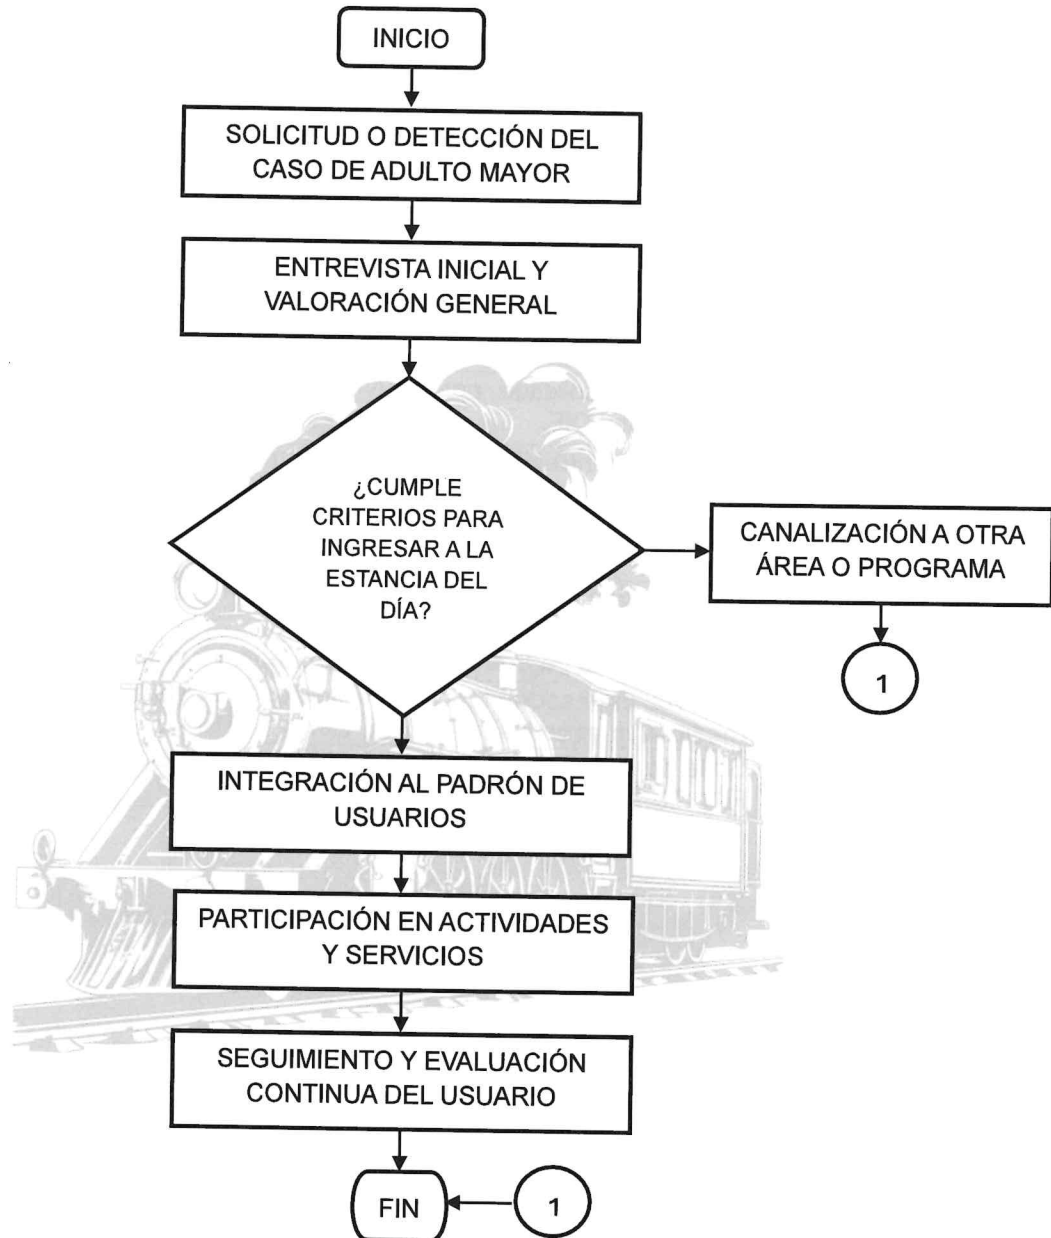 INICIO
SOLICITUD O DETECCIÓN DEL
CASO DE ADULTO MAYOR
ENTREVISTA INICIAL Y
VALORACIÓN GENERAL
¿CUMPLE
CRITERIOS PARA
INGRESAR A LA
ESTANCIA DEL
DÍA?
CANALIZACIÓN A OTRA
ÁREA O PROGRAMA
1
INTEGRACIÓN AL PADRÓN DE
USUARIOS
PARTICIPACIÓN EN ACTIVIDADES
Y SERVICIOS
SEGUIMIENTO Y EVALUACIÓN
CONTINUA DEL USUARIO
FIN
1